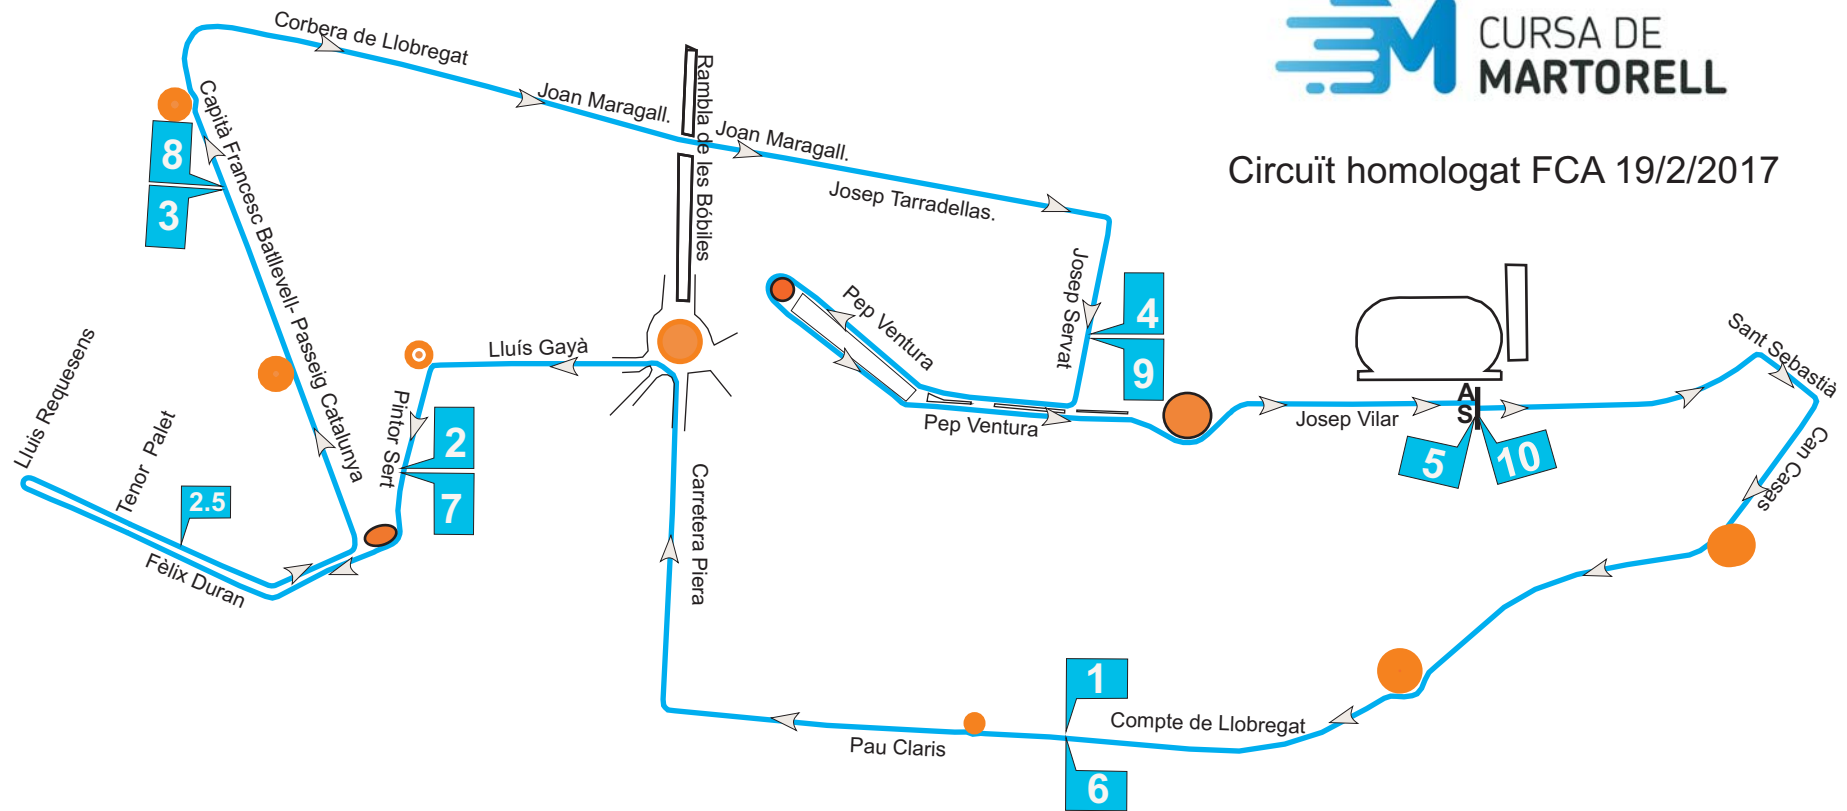 CURSA DE
MARTORELL
Circuït homologat FCA 19/2/2017
Corbera de Llobregat
Joan Maragall.
Rambla de les Bóbiles
Joan Maragall.
Josep Tarradellas.
Capità Francesc Batllevell- Passeig Catalunya
8
3
Josep Servat
4
9
Pep Ventura
Pep Ventura
Lluís Gayà
Pintor Sert
2
7
Lluis Requesens
Tenor Palet
2.5
Fèlix Duran
Carretera Piera
Josep Vilar
A
S
5
10
Sant Sebastià
Can Casas
1
Compte de Llobregat
Pau Claris
6